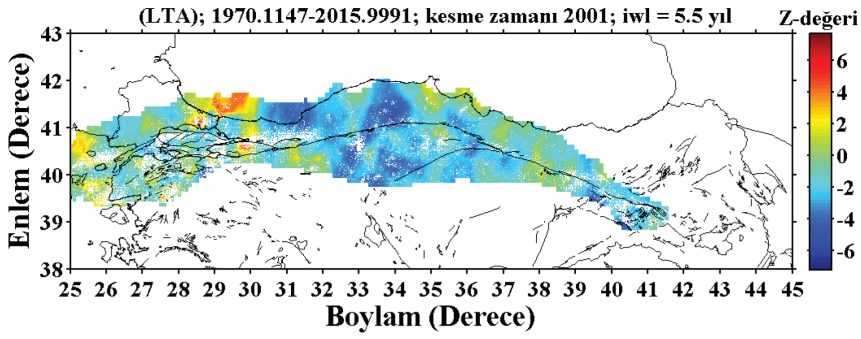 (LTA); 1970.1147-2015.9991; kesme zamanı 2001; iwl = 5.5 yıl
Z-değeri
43
42
41
40
39
38
Enlem (Derece)
25 26 27 28 29 30 31 32 33 34 35 36 37 38 39 40 41 42 43 44 45
Boylam (Derece)
6
4
2
0
-2
-4
-6